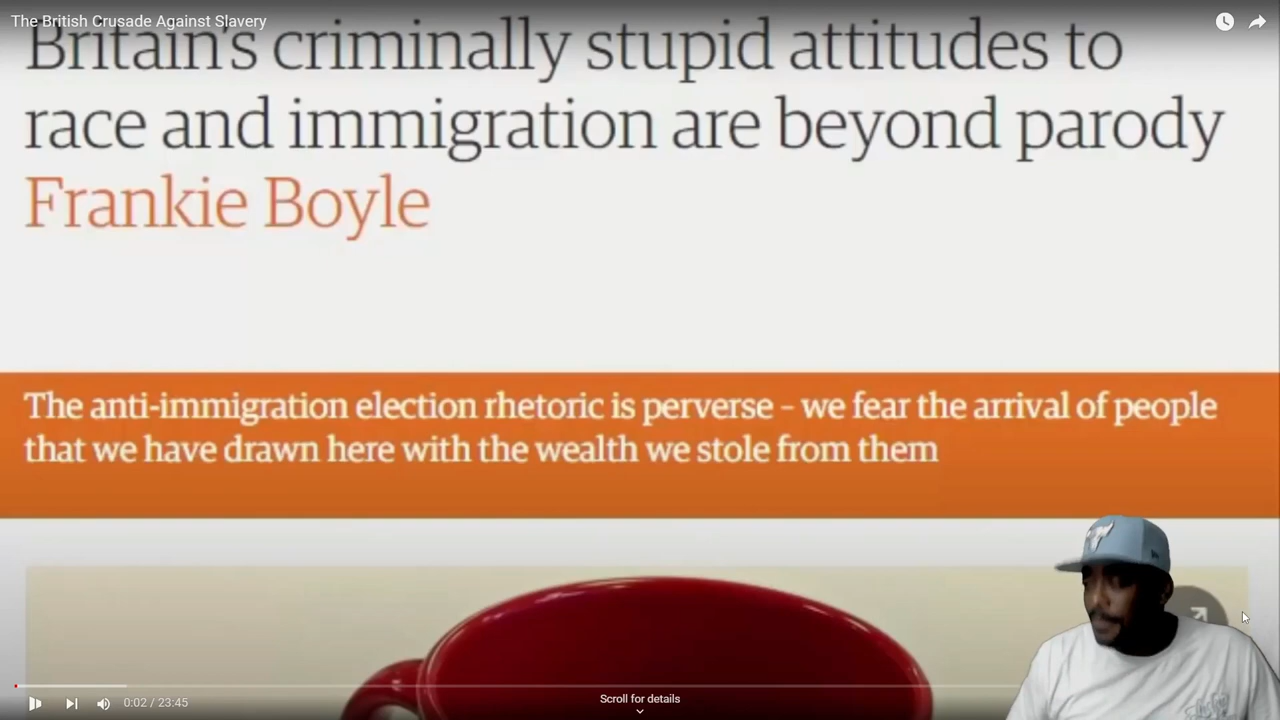 The British Crusade Against Slavery
Britain's criminally stupid attitudes to
race and immigration are beyond parody
Frankie Boyle
The anti-immigration election rhetoric is perverse – we fear the arrival of people
that we have drawn here with the wealth we stole from them
0:02 / 23:45
Scroll for details